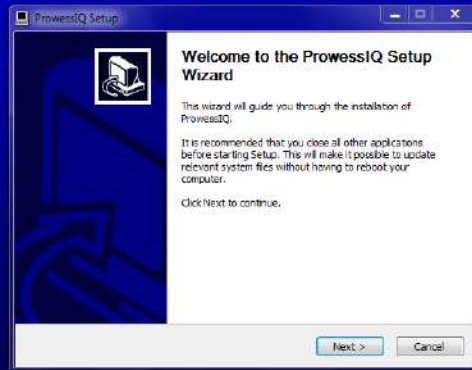 ProwessIQ Setup
Welcome to the ProwessIQ Setup
Wizard
This wizard will guide you through the installation of
ProwessIQ.
It is recommended that you close all other applications
before starting Setup. This will make it possible to update
relevant system files without having to reboot your
computer.
Click Next to continue.
Next >
Cancel